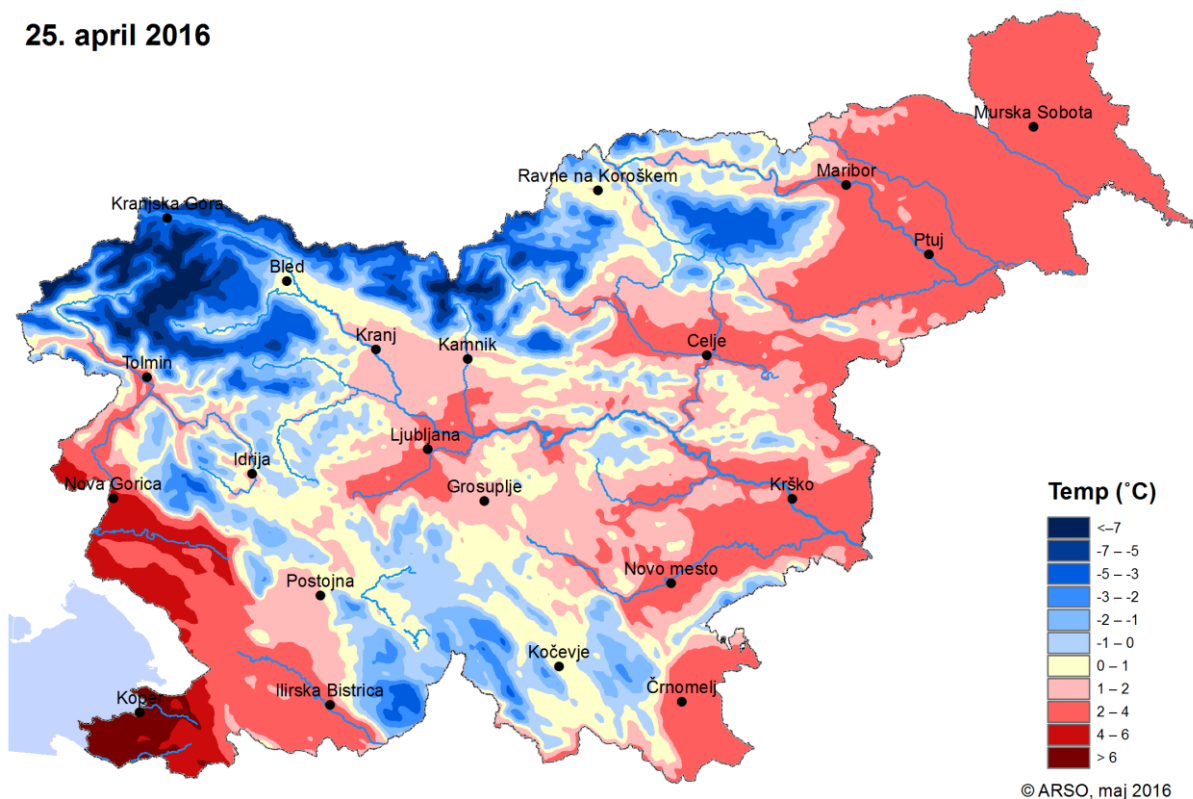 25. april 2016
Murska Sobota
Ravne na Koroškem
Maribor
Kranjska Gora
Ptuj
Bled
Kranj
Kamnik
Celje
Tolmin
Ljubljana
Idrija
Nova Gorica
Grosuplje
Krško
Novo mesto
Postojna
Kočevje
Koper
Ilirska Bistrica
Črnomelj
Temp (˚C)
<–7
-7 – -5
-5 – -3
-3 – -2
-2 – -1
-1 – 0
0 – 1
1 – 2
2 – 4
4 – 6
> 6
© ARSO, maj 2016